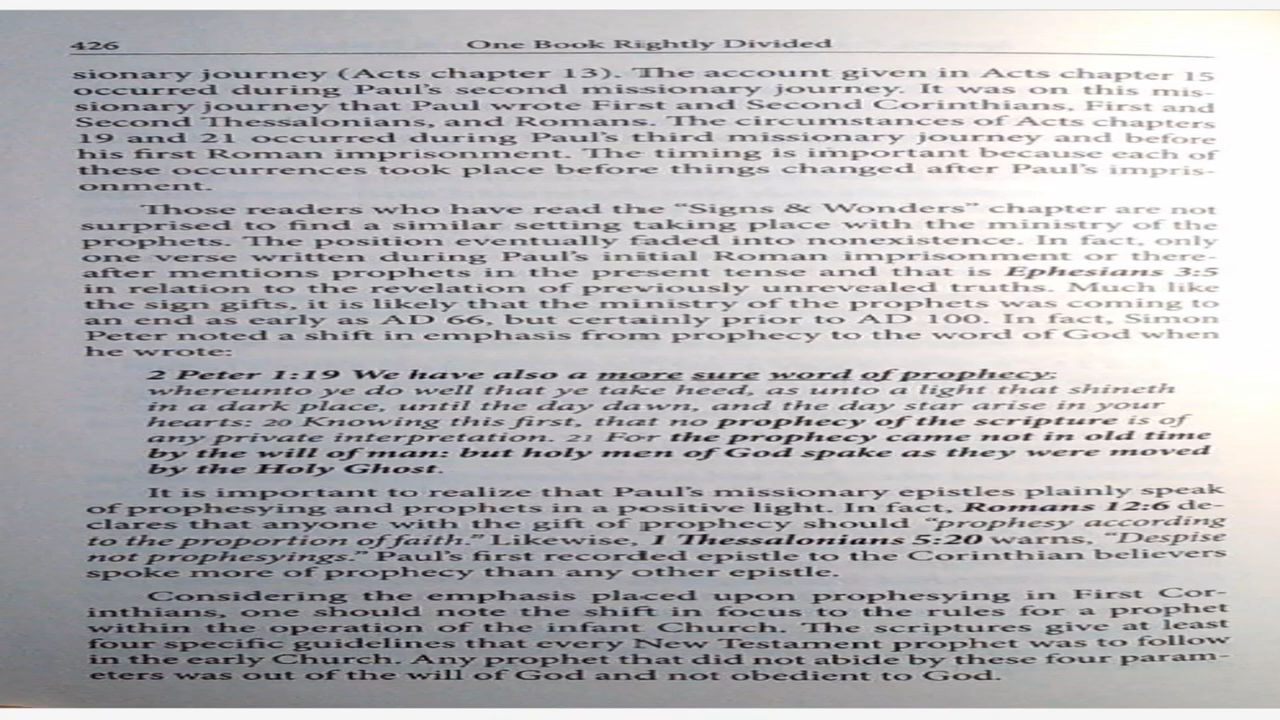 426
One Book Rightly Divided
sionary journey (Acts chapter 13). The account given in Acts chapter 15
occurred during Paul's second missionary journey. It was on this mis-
sionary journey that Paul wrote First and Second Corinthians, First and
Second Thessalonians, and Romans. The circumstances of Acts chapters
19 and 21 occurred during Paul's third missionary journey and before
his first Roman imprisonment. The timing is important because each of
these occurrences took place before things changed after Paul's impris-
onment.
Those readers who have read the "Signs & Wonders" chapter are not
surprised to find a similar setting taking place with the ministry of the
prophets. The position eventually faded into nonexistence. In fact, only
one verse written during Paul's initial Roman imprisonment or there-
after mentions prophets in the present tense and that is Ephesians 3:5
in relation to the revelation of previously unrevealed truths. Much like
the sign gifts, it is likely that the ministry of the prophets was coming to
an end as early as AD 66, but certainly prior to AD 100. In fact, Simon
Peter noted a shift in emphasis from prophecy to the word of God when
he wrote:
2 Peter 1:19 We have also a more sure word of prophecy;
whereunto ye do well that ye take heed, as unto a light that shineth
in a dark place, until the day dawn, and the day star arise in your
hearts: 20 Knowing this first, that no prophecy of the scripture is of
any private interpretation. 21 For the prophecy came not in old time
by the will of man: but holy men of God spake as they were moved
by the Holy Ghost.
It is important to realize that Paul's missionary epistles plainly speak
of prophesying and prophets in a positive light. In fact, Romans 12:6 de-
clares that anyone with the gift of prophecy should "prophesy according
to the proportion of faith." Likewise, 1 Thessalonians 5:20 warns, "Despise
not prophesyings." Paul's first recorded epistle to the Corinthian believers
spoke more of prophecy than any other epistle.
Considering the emphasis placed upon prophesying in First Cor-
inthians, one should note the shift in focus to the rules for a prophet
within the operation of the infant Church. The scriptures give at least
four specific guidelines that every New Testament prophet was to follow
in the early Church. Any prophet that did not abide by these four param-
eters was out of the will of God and not obedient to God.